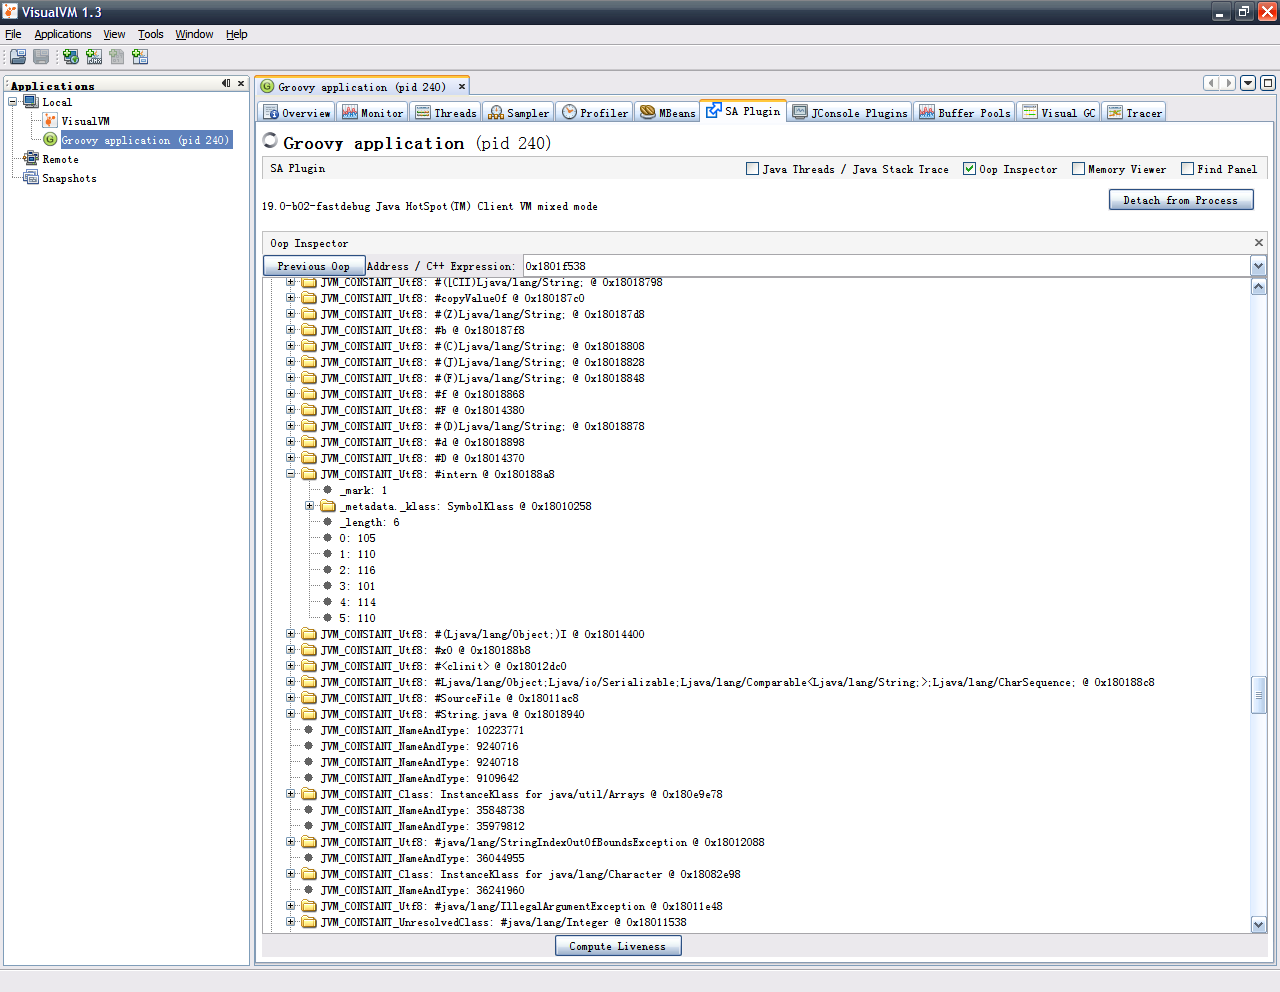 VisualVM 1.3
File Applications View Tools Window Help
Applications
Local
VisualVM
Groovy application (pid 240)
Remote
Snapshots
Groovy application (pid 240)
Overview Monitor Threads Sampler Profiler MBeans SA Plugin JConsole Plugins Buffer Pools Visual GC Tracer
Groovy application (pid 240)
SA Plugin Java Threads / Java Stack Trace Oop Inspector Memory Viewer Find Panel
19.0-b02-fastdebug Java HotSpot(TM) Client VM mixed mode
Detach from Process
Oop Inspector
Previous Oop Address / C++ Expression: 0x1801f538
JVM_CONSTANT_Utf8: #([CII)Ljava/lang/String; @ 0x18018798
JVM_CONSTANT_Utf8: #copyValueOf @ 0x180187c0
JVM_CONSTANT_Utf8: #(Z)Ljava/lang/String; @ 0x180187d8
JVM_CONSTANT_Utf8: #b @ 0x180187f8
JVM_CONSTANT_Utf8: #(C)Ljava/lang/String; @ 0x18018808
JVM_CONSTANT_Utf8: #(J)Ljava/lang/String; @ 0x18018828
JVM_CONSTANT_Utf8: #(F)Ljava/lang/String; @ 0x18018848
JVM_CONSTANT_Utf8: #f @ 0x18018868
JVM_CONSTANT_Utf8: #F @ 0x18014380
JVM_CONSTANT_Utf8: #(D)Ljava/lang/String; @ 0x18018878
JVM_CONSTANT_Utf8: #d @ 0x18018898
JVM_CONSTANT_Utf8: #D @ 0x18014370
JVM_CONSTANT_Utf8: #intern @ 0x180188a8
_mark: 1
_metadata._klass: SymbolKlass @ 0x18010258
_length: 6
0: 105
1: 110
2: 116
3: 101
4: 114
5: 110
JVM_CONSTANT_Utf8: #(Ljava/lang/Object;)I @ 0x18014400
JVM_CONSTANT_Utf8: #x0 @ 0x180188b8
JVM_CONSTANT_Utf8: #<clinit> @ 0x18012dc0
JVM_CONSTANT_Utf8: #Ljava/lang/Object;Ljava/io/Serializable;Ljava/lang/Comparable<Ljava/lang/String;>;Ljava/lang/CharSequence; @ 0x180188c8
JVM_CONSTANT_Utf8: #SourceFile @ 0x18011ac8
JVM_CONSTANT_Utf8: #String.java @ 0x18018940
JVM_CONSTANT_NameAndType: 10223771
JVM_CONSTANT_NameAndType: 9240716
JVM_CONSTANT_NameAndType: 9240718
JVM_CONSTANT_NameAndType: 9109642
JVM_CONSTANT_Class: InstanceKlass for java/util/Arrays @ 0x180e9e78
JVM_CONSTANT_NameAndType: 35848738
JVM_CONSTANT_NameAndType: 35979812
JVM_CONSTANT_Utf8: #java/lang/StringIndexOutOfBoundsException @ 0x18012088
JVM_CONSTANT_NameAndType: 36044955
JVM_CONSTANT_Class: InstanceKlass for java/lang/Character @ 0x18082e98
JVM_CONSTANT_NameAndType: 36241960
JVM_CONSTANT_Utf8: #java/lang/IllegalArgumentException @ 0x18011e48
JVM_CONSTANT_UnresolvedClass: #java/lang/Integer @ 0x18011538
Compute Liveness